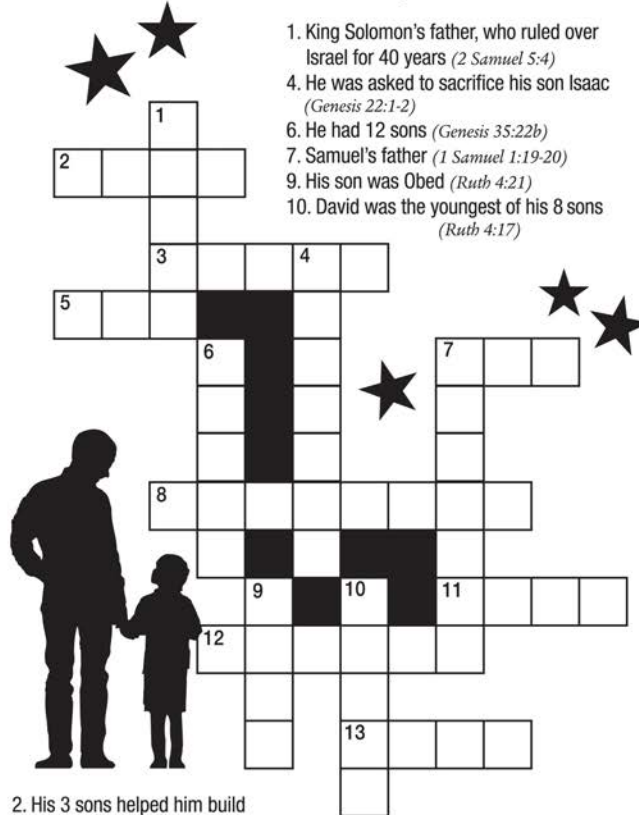 1. King Solomon's father, who ruled over
Israel for 40 years (2 Samuel 5:4)
4. He was asked to sacrifice his son Isaac
(Genesis 22:1-2)
6. He had 12 sons (Genesis 35:22b)
7. Samuel's father (1 Samuel 1:19-20)
9. His son was Obed (Ruth 4:21)
10. David was the youngest of his 8 sons
(Ruth 4:17)
1
2
3 4
5
6 7
8
9 10 11
12
13
2. His 3 sons helped him build